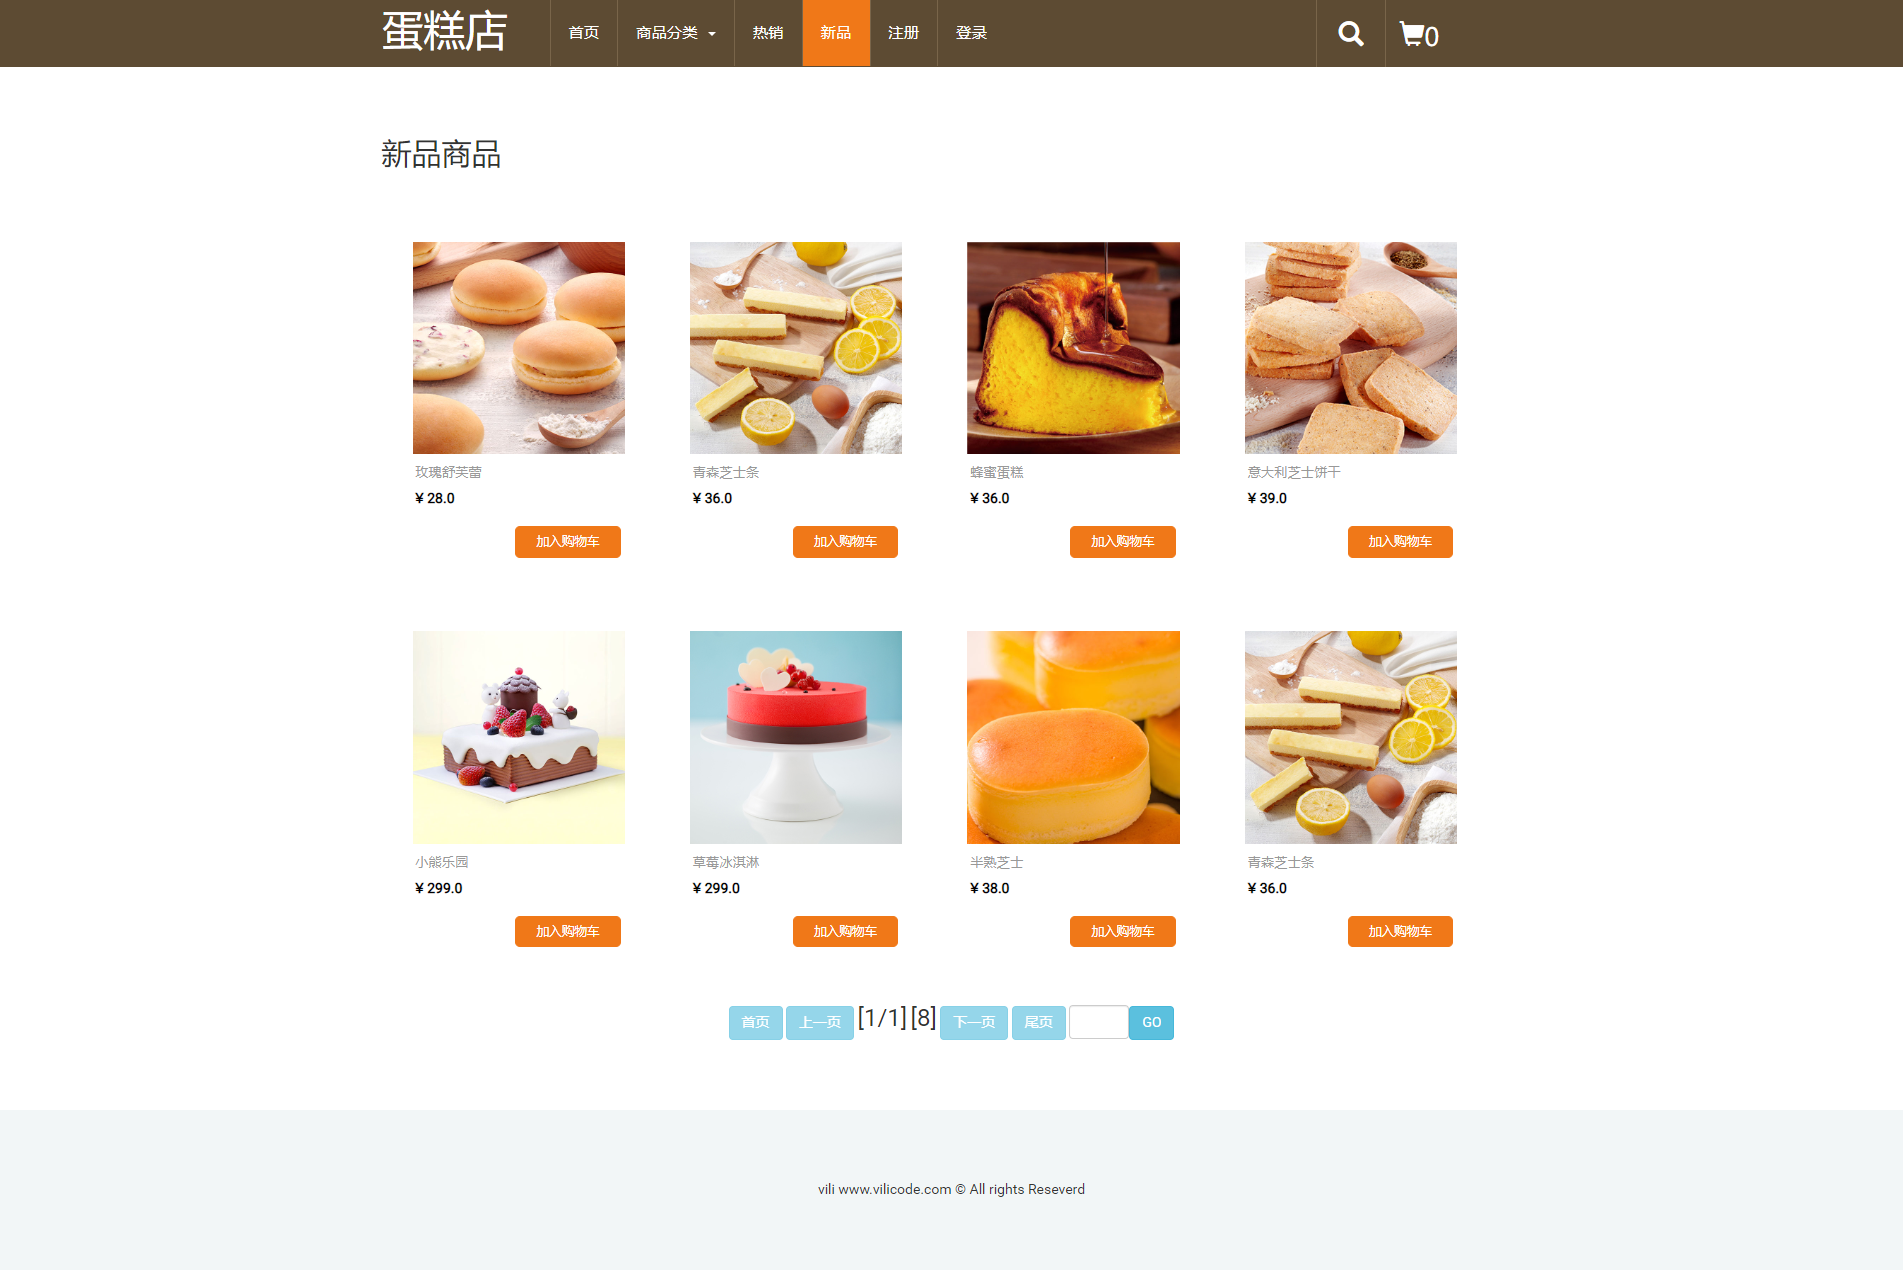 蛋糕店
首页 商品分类 热销 新品 注册 登录 0
新品商品
玫瑰舒芙蕾 青森芝士条 蜂蜜蛋糕 意大利芝士饼干
¥ 28.0 ¥ 36.0 ¥ 36.0 ¥ 39.0
加入购物车 加入购物车 加入购物车 加入购物车
小熊乐园 草莓冰淇淋 半熟芝士 青森芝士条
¥ 299.0 ¥ 299.0 ¥ 38.0 ¥ 36.0
加入购物车 加入购物车 加入购物车 加入购物车
首页 上一页 [1/1] [8] 下一页 尾页 GO
vili www.vilicode.com © All rights Reseverd